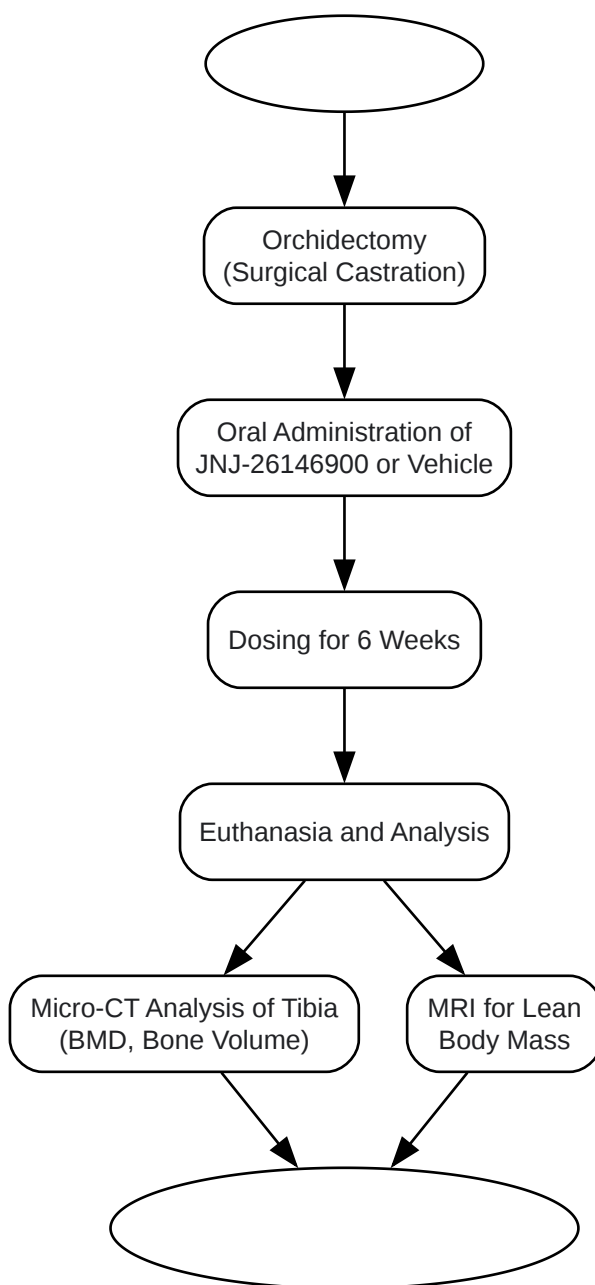 Orchidectomy
(Surgical Castration)
Oral Administration of
JNJ-26146900 or Vehicle
Dosing for 6 Weeks
Euthanasia and Analysis
Micro-CT Analysis of Tibia
(BMD, Bone Volume)
MRI for Lean
Body Mass